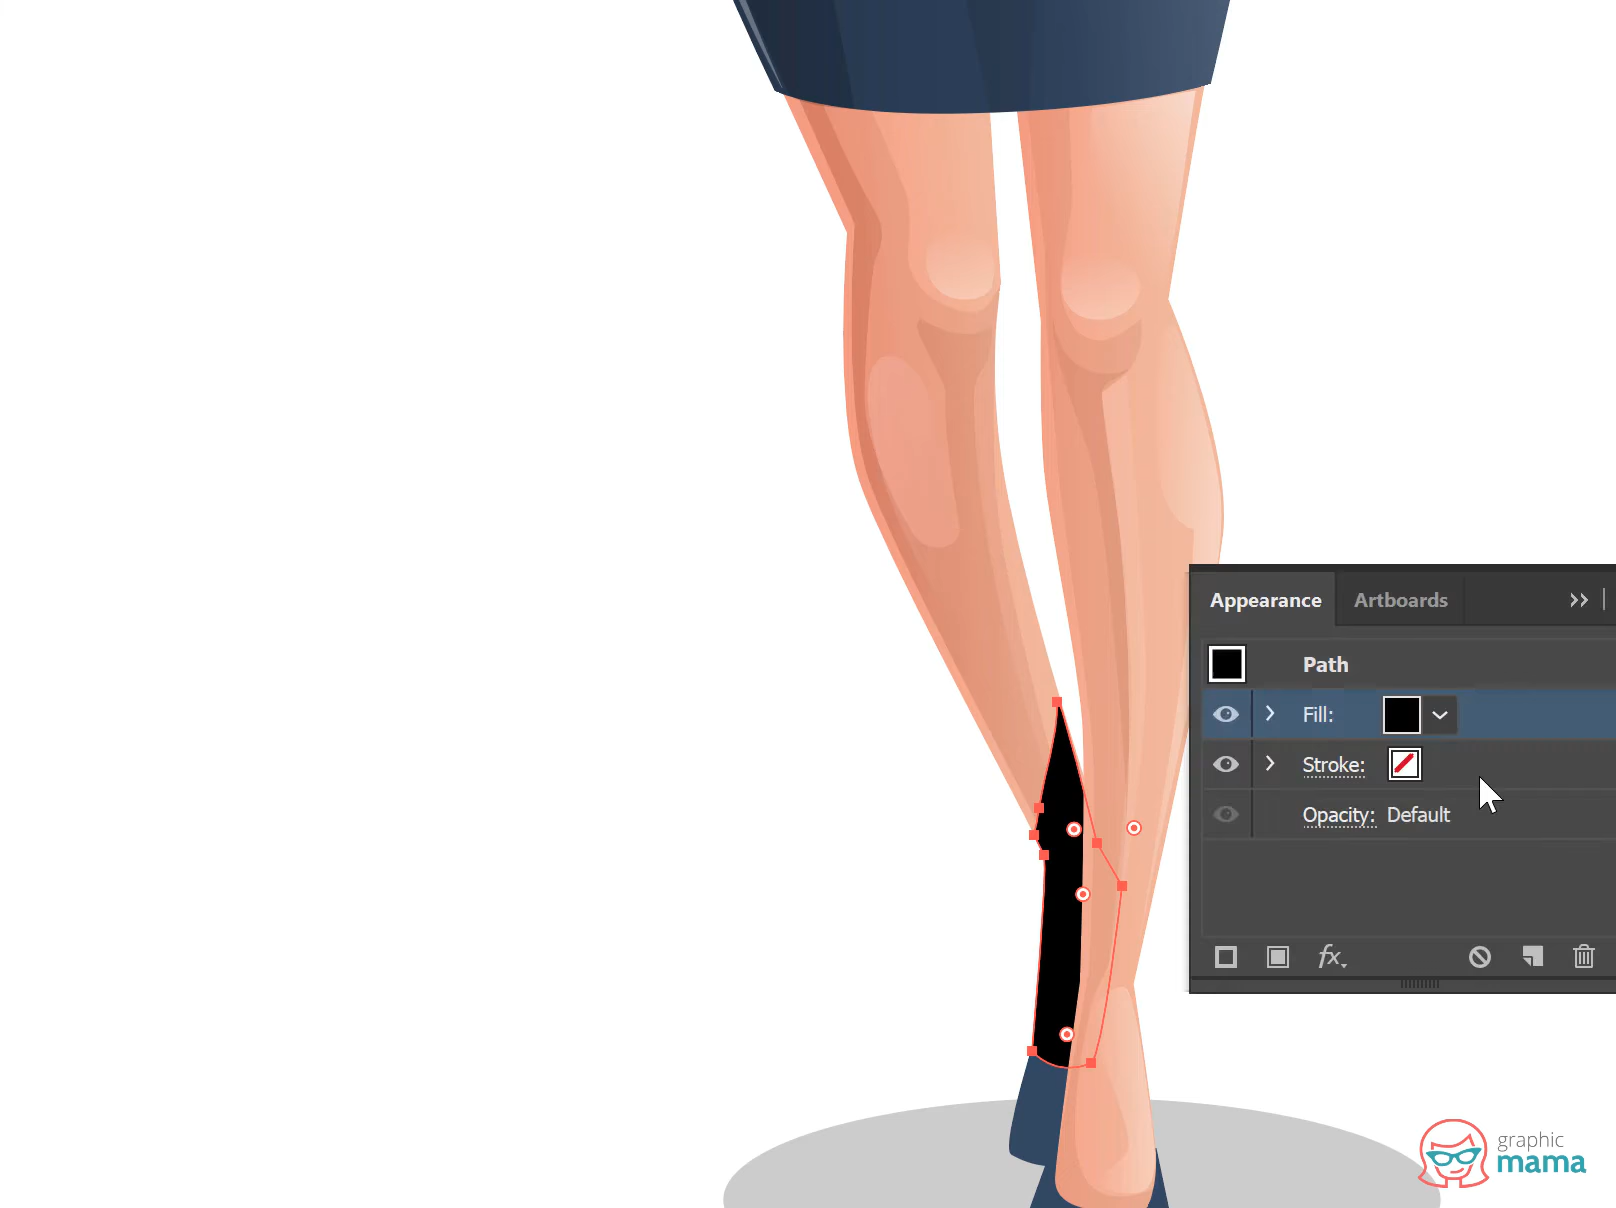 Appearance
Artboards
Path
Fill:
Stroke:
Opacity: Default
fx
graphic
mama